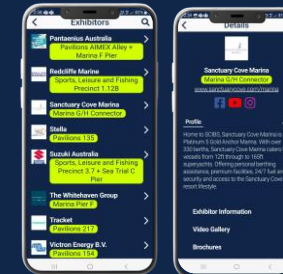 Exhibitors
Pantaenius Australia
Pavilions AIMEX Alley +
Marina F Pier
Redcliffe Marine
Sports, Leisure and Fishing
Precinct 1.12B
Sanctuary Cove Marina
Marina G/H Connector
Stella
Pavilions 135
Suzuki Australia
Sports, Leisure and Fishing
Precinct 3.7 + Sea Trial C
Pier
The Whitehaven Group
Marina Pier F
Tracket
Pavilions 217
Victron Energy B.V.
Pavilions 154
Details
Sanctuary Cove Marina
Marina G/H Connector
www.sanctuarycove.com/marina
Profile
Home to SCIBS, Sanctuary Cove Marina is
Platinum 5 Gold Anchor Marina. With over
330 berths, Sanctuary Cove Marina caters
vessels from 12ft through to 165ft
superyachts. Offering personal berthing
assistance, premium facilities, 24/7 fuel and
security and access to the Sanctuary Cove
resort lifestyle.
Exhibitor Information
Video Gallery
Brochures